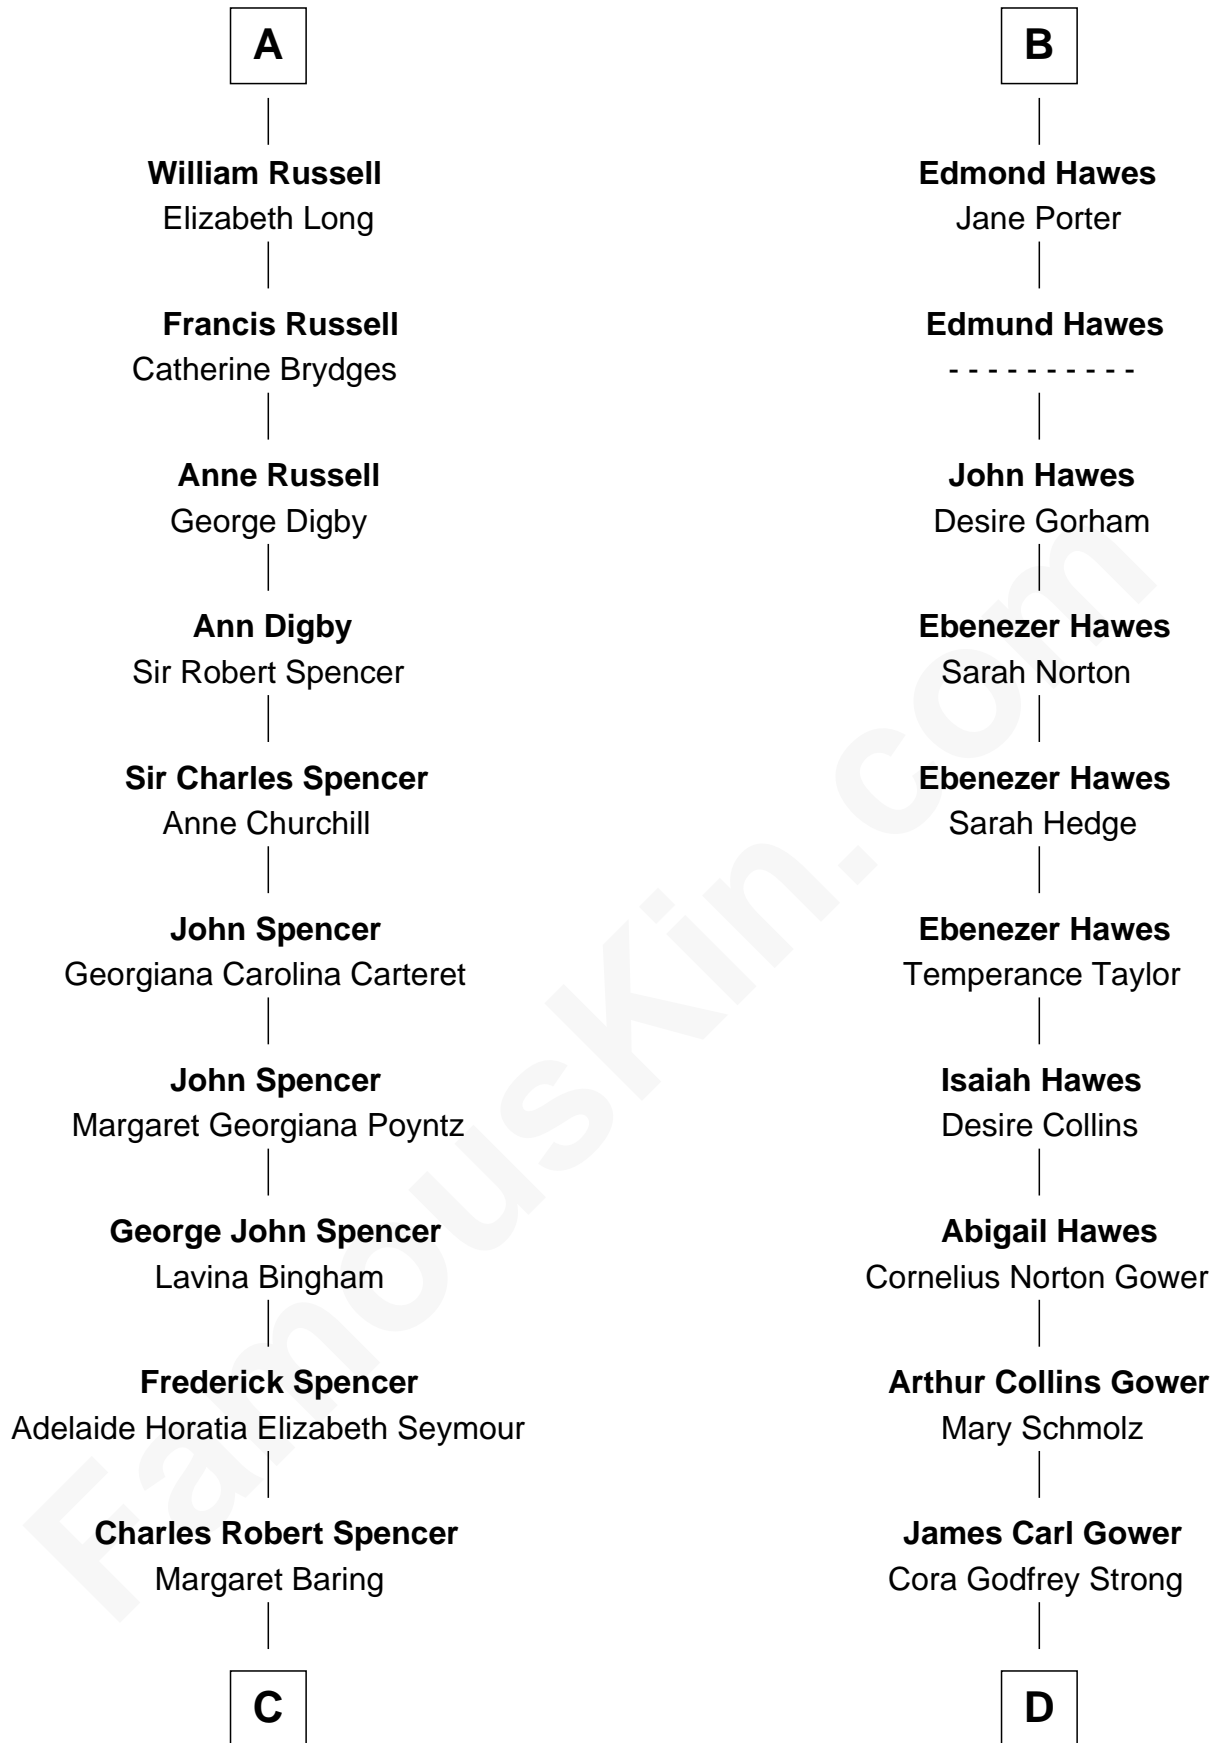 A
William Russell
Elizabeth Long
Francis Russell
Catherine Brydges
Anne Russell
George Digby
Ann Digby
Sir Robert Spencer
Sir Charles Spencer
Anne Churchill
John Spencer
Georgiana Carolina Carteret
John Spencer
Margaret Georgiana Poyntz
George John Spencer
Lavina Bingham
Frederick Spencer
Adelaide Horatia Elizabeth Seymour
Charles Robert Spencer
Margaret Baring
C
B
Edmond Hawes
Jane Porter
Edmund Hawes
- - - - - - - - - -
John Hawes
Desire Gorham
Ebenezer Hawes
Sarah Norton
Ebenezer Hawes
Sarah Hedge
Ebenezer Hawes
Temperance Taylor
Isaiah Hawes
Desire Collins
Abigail Hawes
Cornelius Norton Gower
Arthur Collins Gower
Mary Schmolz
James Carl Gower
Cora Godfrey Strong
D
FamousKin.com